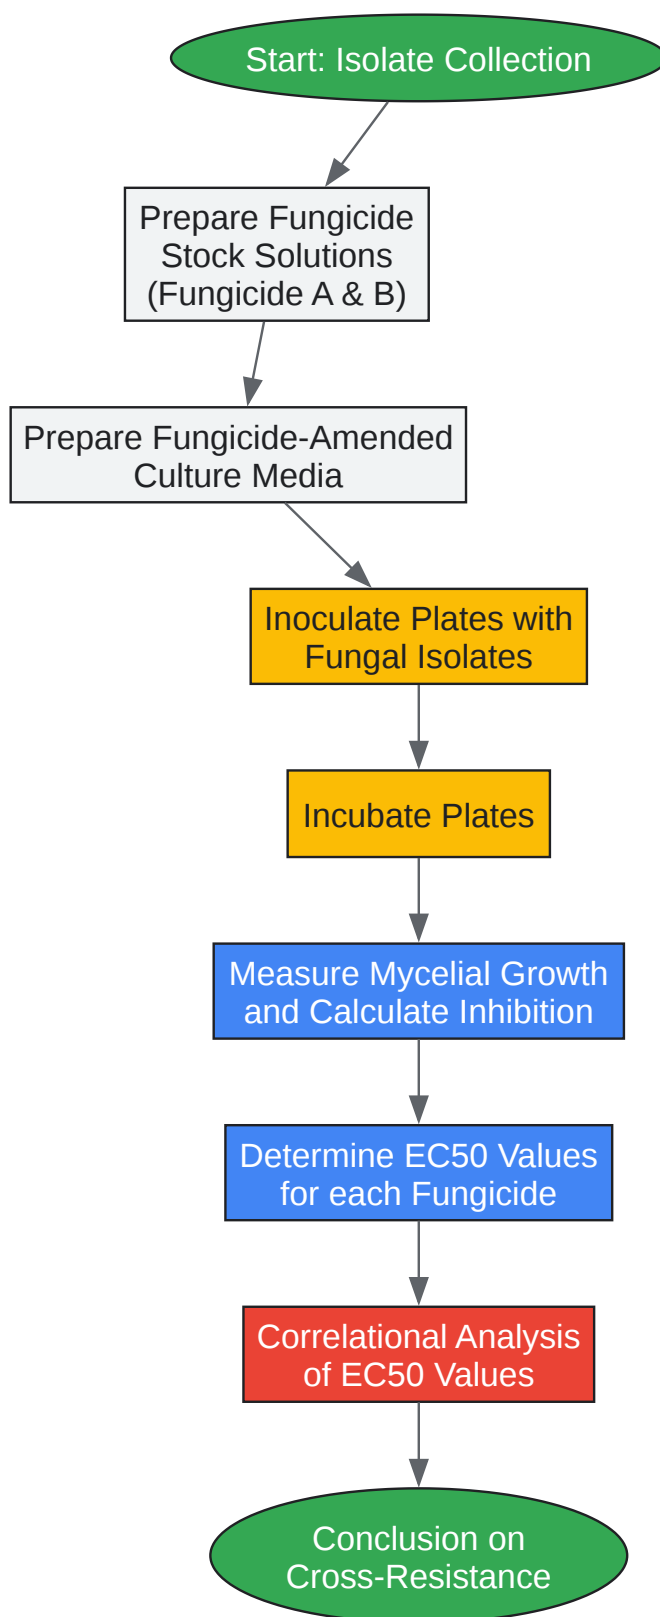 Start: Isolate Collection
Prepare Fungicide
Stock Solutions
(Fungicide A & B)
Prepare Fungicide-Amended
Culture Media
Inoculate Plates with
Fungal Isolates
Incubate Plates
Measure Mycelial Growth
and Calculate Inhibition
Determine EC50 Values
for each Fungicide
Correlational Analysis
of EC50 Values
Conclusion on
Cross-Resistance